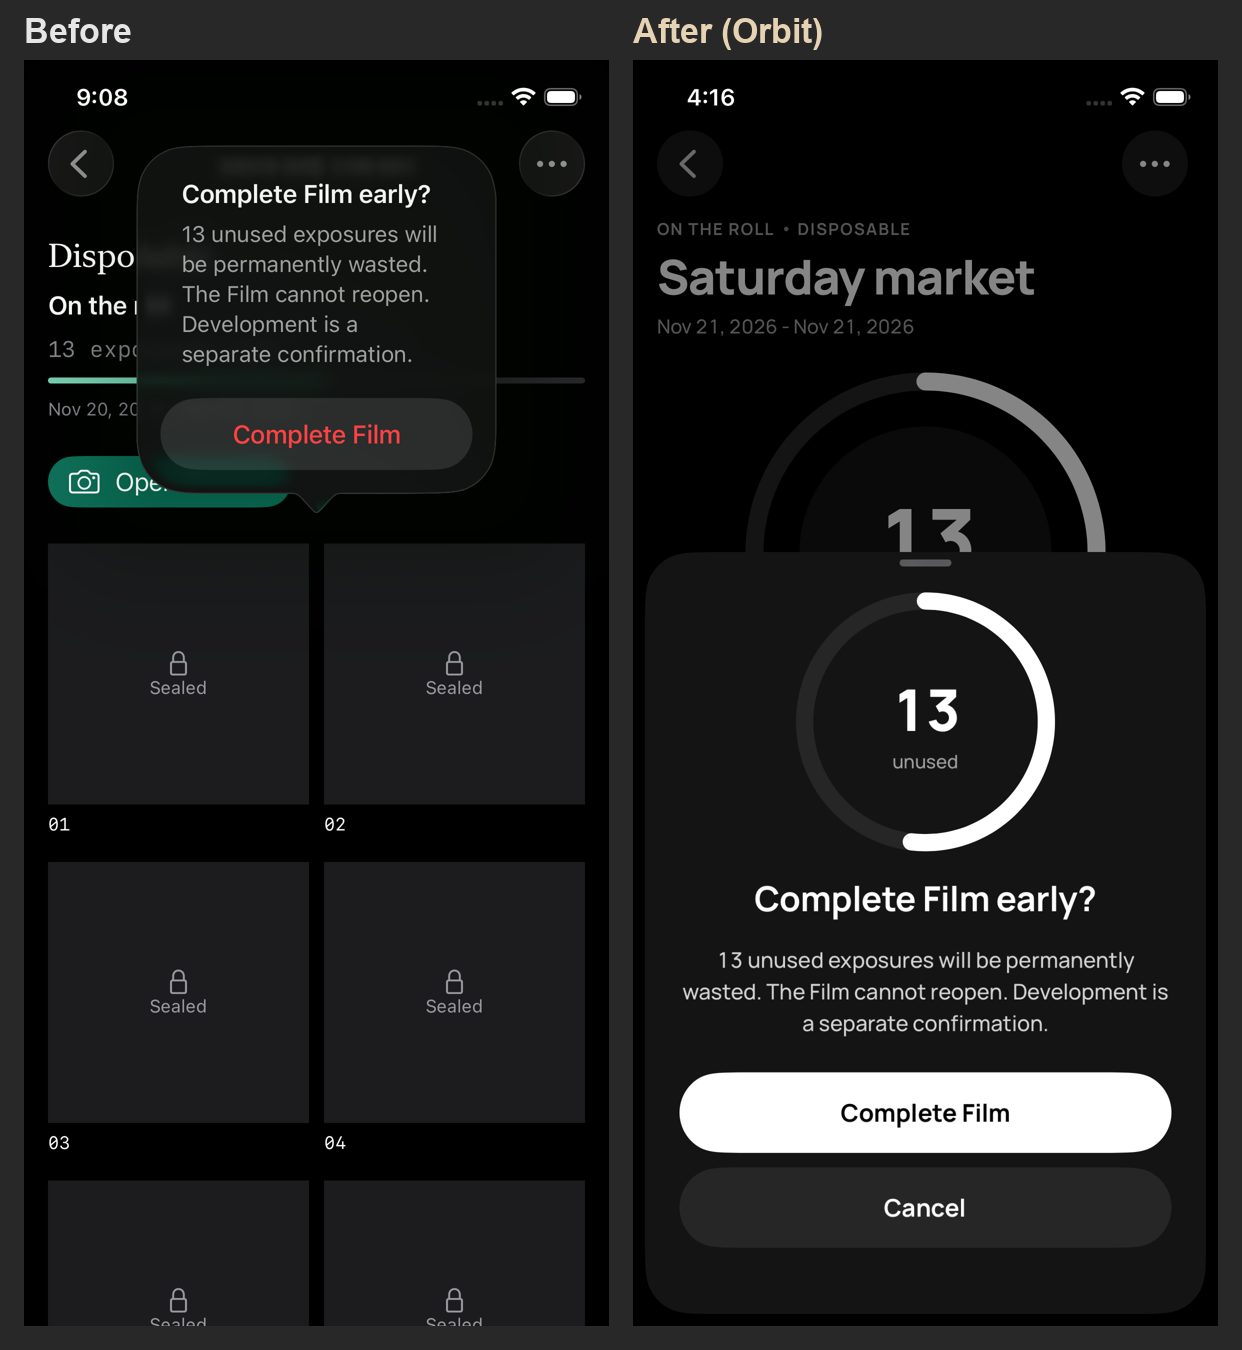 Before
9:08
Complete Film early?
13 unused exposures will
be permanently wasted.
The Film cannot reopen.
Development is a
separate confirmation.
Complete Film
Dispo
On the
13 expo
Nov 20, 20
Ope
Sealed
Sealed
01
02
Sealed
Sealed
03
04
Sealed
Sealed
After (Orbit)
4:16
ON THE ROLL • DISPOSABLE
Saturday market
Nov 21, 2026 - Nov 21, 2026
13
13
unused
Complete Film early?
13 unused exposures will be permanently
wasted. The Film cannot reopen. Development is
a separate confirmation.
Complete Film
Cancel